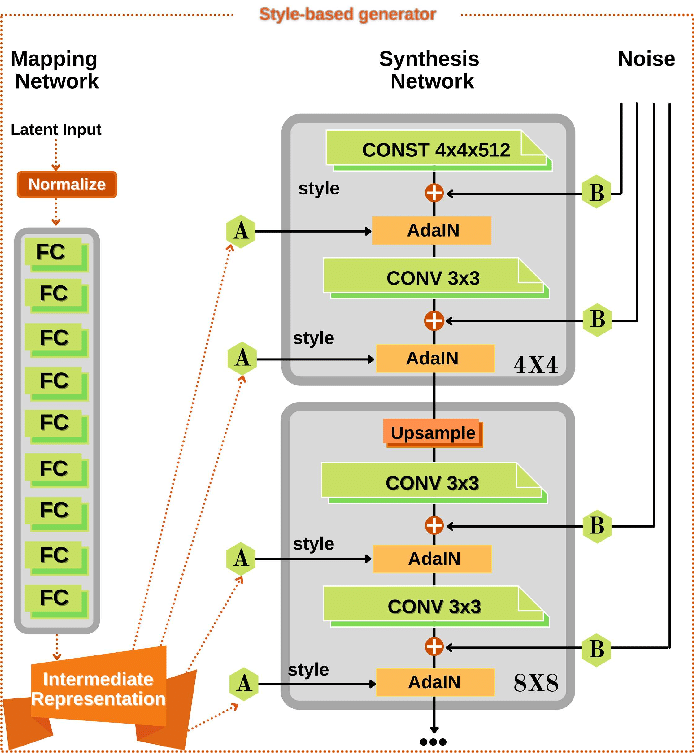 Style-based generator
Mapping
Network
Synthesis
Network
Noise
Latent Input
Normalize
FC
FC
FC
FC
FC
FC
FC
FC
FC
Intermediate
Representation
CONST 4x4x512
B
style
A
AdaIN
CONV 3x3
B
style
A
AdaIN
4X4
Upsample
CONV 3x3
B
style
A
AdaIN
CONV 3x3
B
style
A
AdaIN
8X8